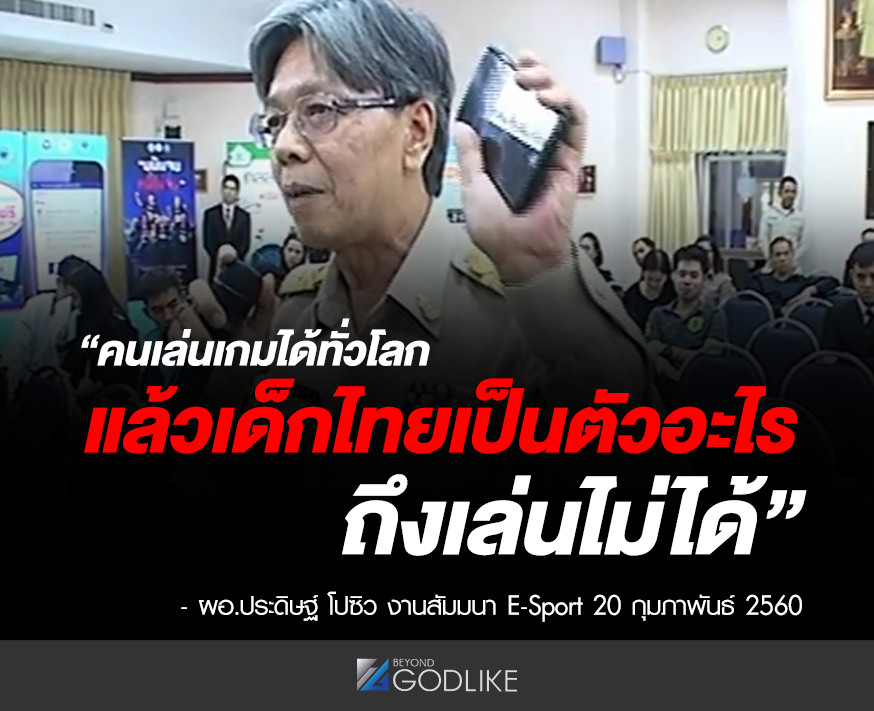 “คนเล่นเกมได้ทั่วโลก
แล้วเด็กไทยเป็นตัวอะไร
ถึงเล่นไม่ได้”
- ผอ.ประดิษฐ์ โปซิว งานสัมมนา E-Sport 20 กุมภาพันธ์ 2560
BEYOND
GODLIKE